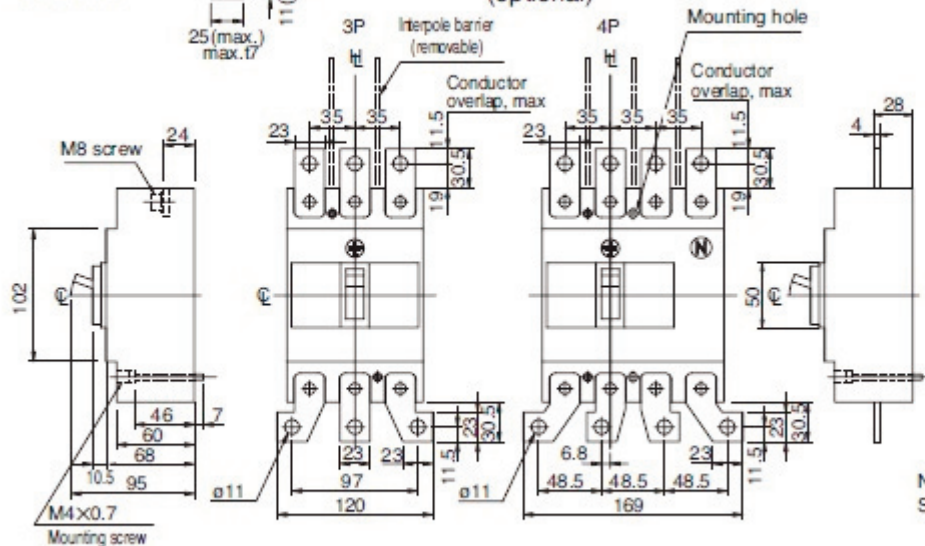 (optional)
11(
25(max.)
max.t7
3P
Interpole barrier
(removable)
4P
Mounting hole
Conductor
overlap, max
Conductor
overlap, max
35 35
35 35 35
23
23
11.5
30.5
19
11.5
30.5
19
28
4
24
M8 screw
102
℄
℄
℄
50
N
46 7
60
68
10.5
95
M4×0.7
Mounting screw
ø11
23 23
97
120
11.5
23
30.5
ø11
6.8
23
48.5 48.5 48.5
169
11.5
23
30.5
N
S